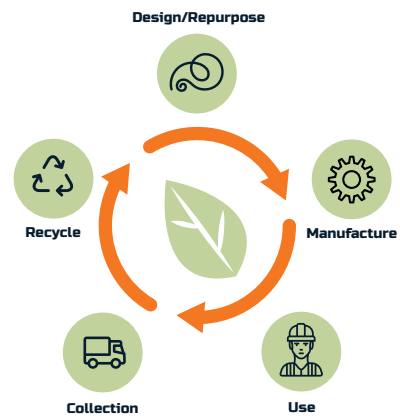 Design/Repurpose
Manufacture
Use
Collection
Recycle